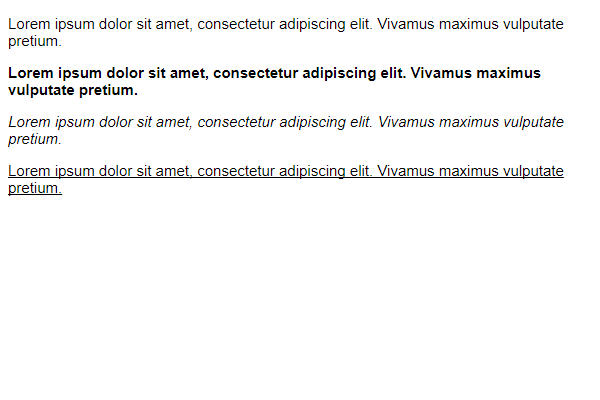 Lorem ipsum dolor sit amet, consectetur adipiscing elit. Vivamus maximus vulputate
pretium.
Lorem ipsum dolor sit amet, consectetur adipiscing elit. Vivamus maximus
vulputate pretium.
Lorem ipsum dolor sit amet, consectetur adipiscing elit. Vivamus maximus vulputate
pretium.
Lorem ipsum dolor sit amet, consectetur adipiscing elit. Vivamus maximus vulputate
pretium.